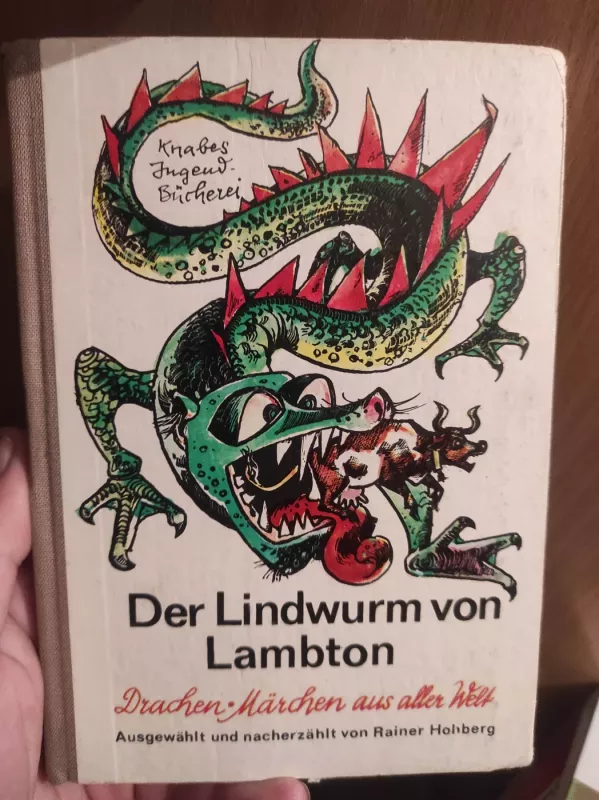 Knabes
Jugend-
Bücherei
Der Lindwurm von
Lambton
Drachen-Märchen aus aller Welt
Ausgewählt und nacherzählt von Rainer Hohberg